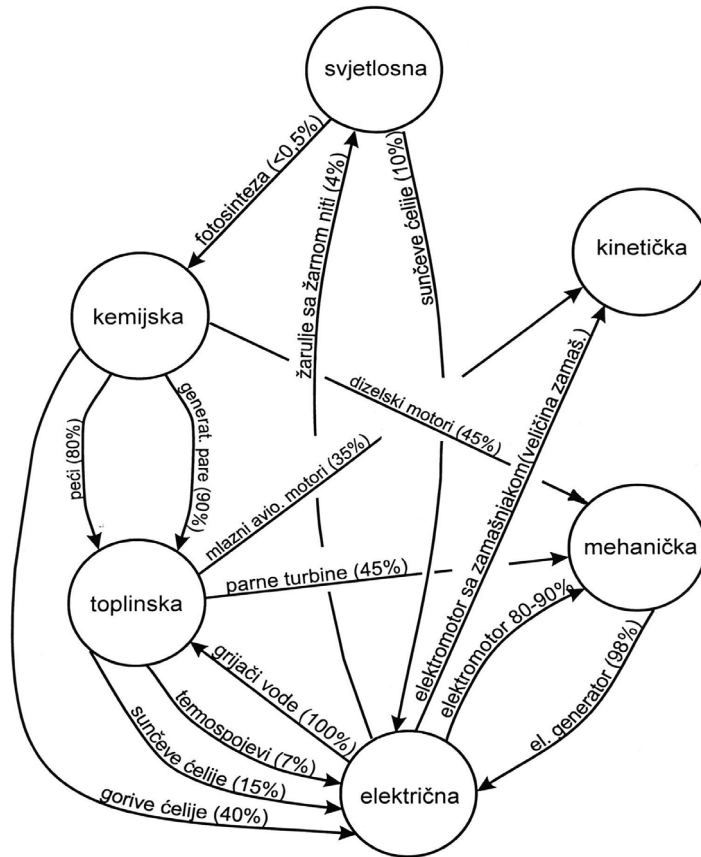 svjetlosna
fotosinteza (<0,5%)
žarulje sa žarnom niti (4%)
sunčeve ćelije (10%)
kinetička
kemijska
dizelski motori (45%)
elektromotor sa zamašnjakom(veličina zamaš.)
peći (80%)
generat. pare (90%)
mlazni avio. motori (35%)
mehanička
toplinska
parne turbine (45%)
elektromotor 80-90%
el. generator (98%)
grijači vode (100%)
termospojevi (7%)
sunčeve ćelije (15%)
gorive ćelije (40%)
električna